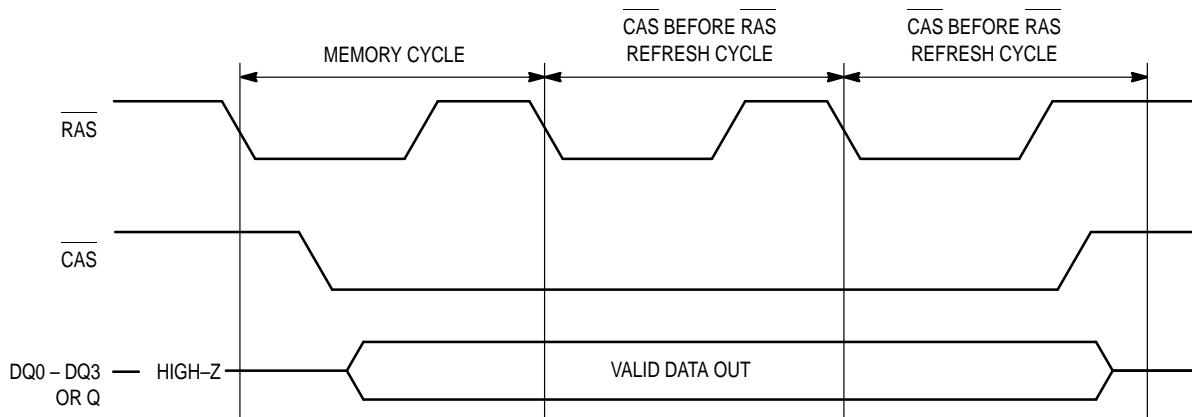 CAS BEFORE RAS
REFRESH CYCLE
CAS BEFORE RAS
REFRESH CYCLE
MEMORY CYCLE
RAS
CAS
DQ0 – DQ3
OR Q
HIGH–Z
VALID DATA OUT